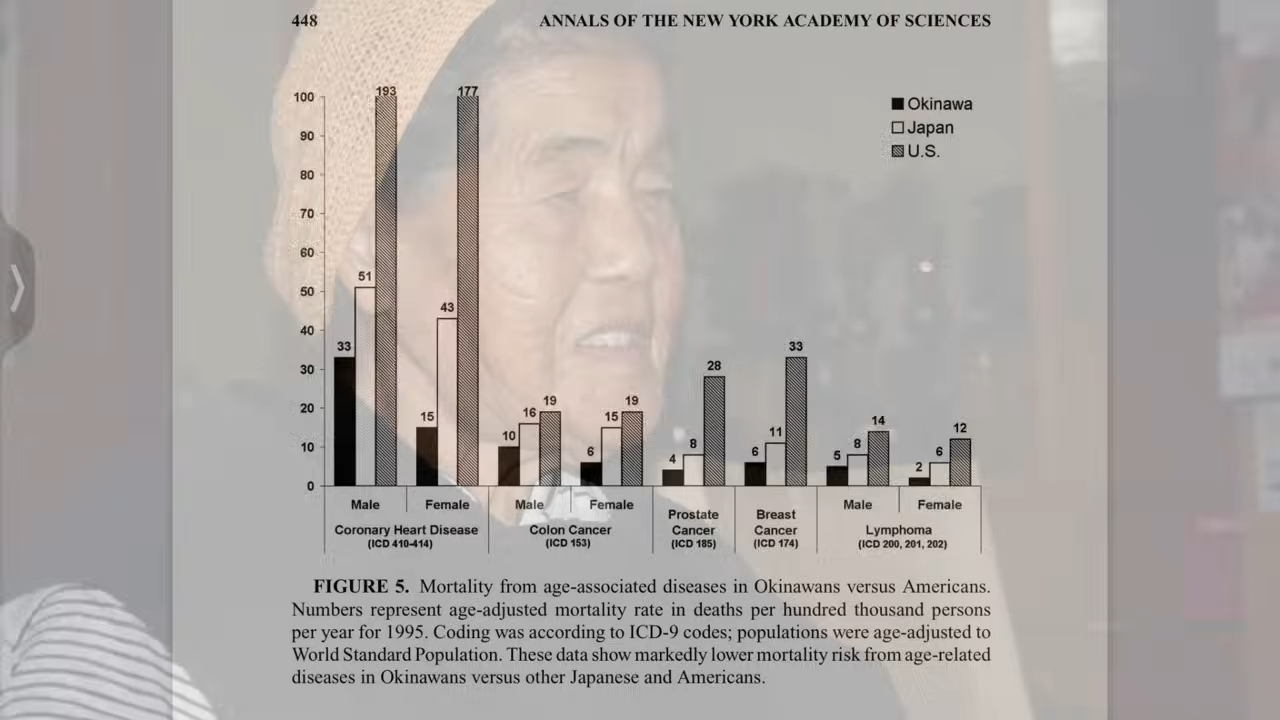 448
ANNALS OF THE NEW YORK ACADEMY OF SCIENCES
100
90
80
70
60
50
40
30
20
10
0
193
177
51
43
33
15
10
16
19
6
15
19
4
8
28
6
11
33
5
8
14
2
6
12
Okinawa
Japan
U.S.
Male
Female
Male
Female
Male
Female
Coronary Heart Disease
(ICD 410-414)
Colon Cancer
(ICD 153)
Prostate
Cancer
(ICD 185)
Breast
Cancer
(ICD 174)
Lymphoma
(ICD 200, 201, 202)
FIGURE 5. Mortality from age-associated diseases in Okinawans versus Americans.
Numbers represent age-adjusted mortality rate in deaths per hundred thousand persons
per year for 1995. Coding was according to ICD-9 codes; populations were age-adjusted to
World Standard Population. These data show markedly lower mortality risk from age-related
diseases in Okinawans versus other Japanese and Americans.